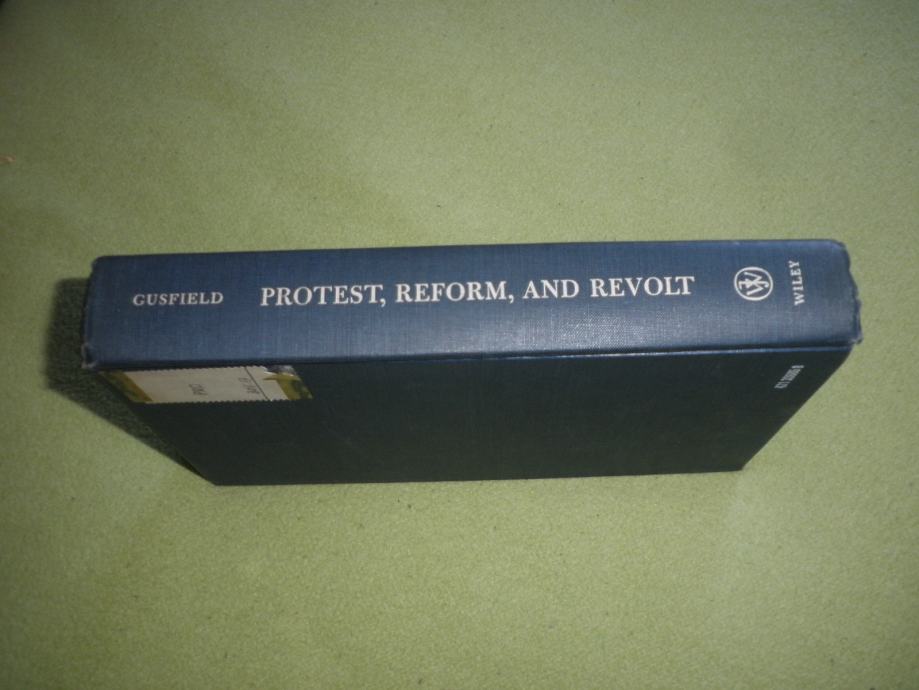 GUSFIELD
PROTEST, REFORM, AND REVOLT
WILEY